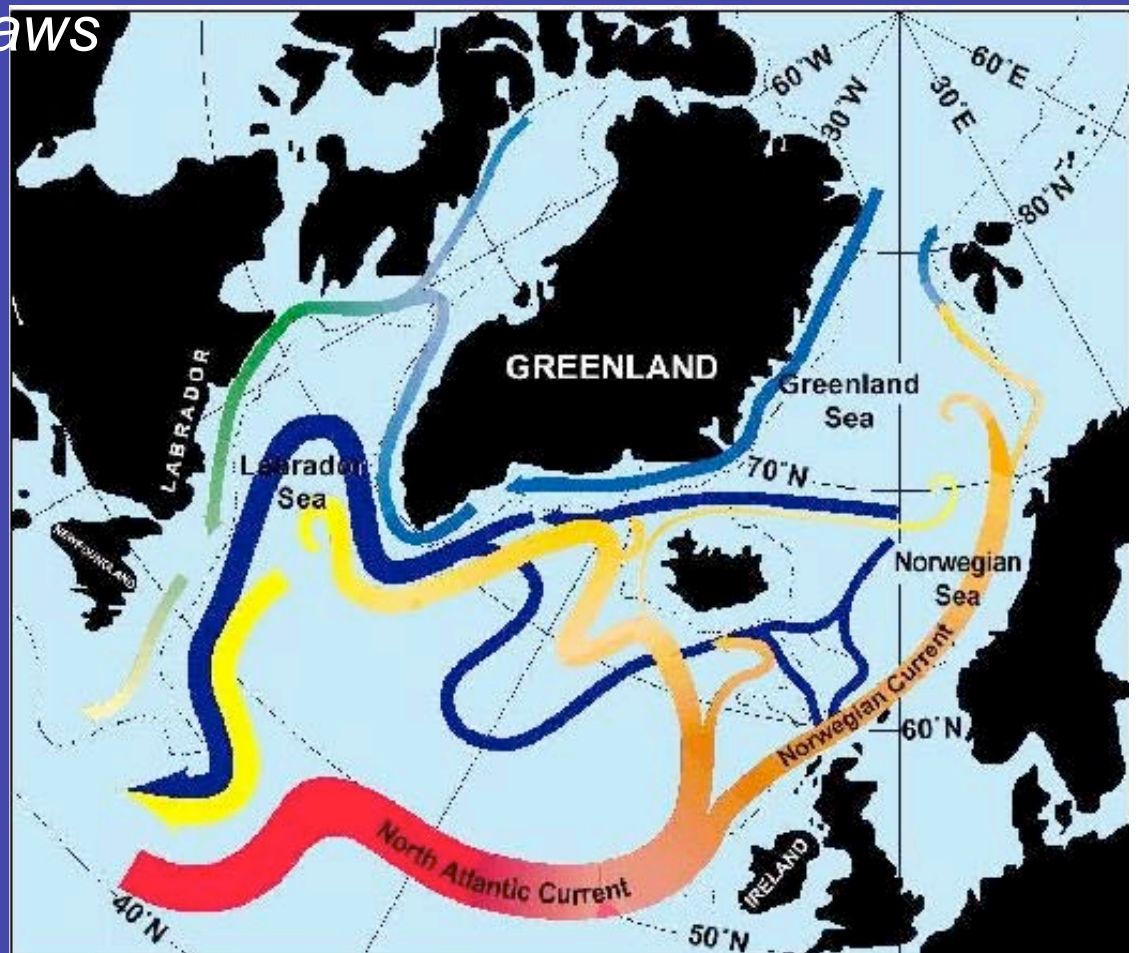 aws
60°W
60°E
30°W
30°E
80°N
GREENLAND
Greenland
Sea
LABRADOR
Labrador
Sea
70°N
NEWFOUNDLAND
Norwegian
Sea
Norwegian Current
60°N
North Atlantic Current
IRELAND
40°N
50°N